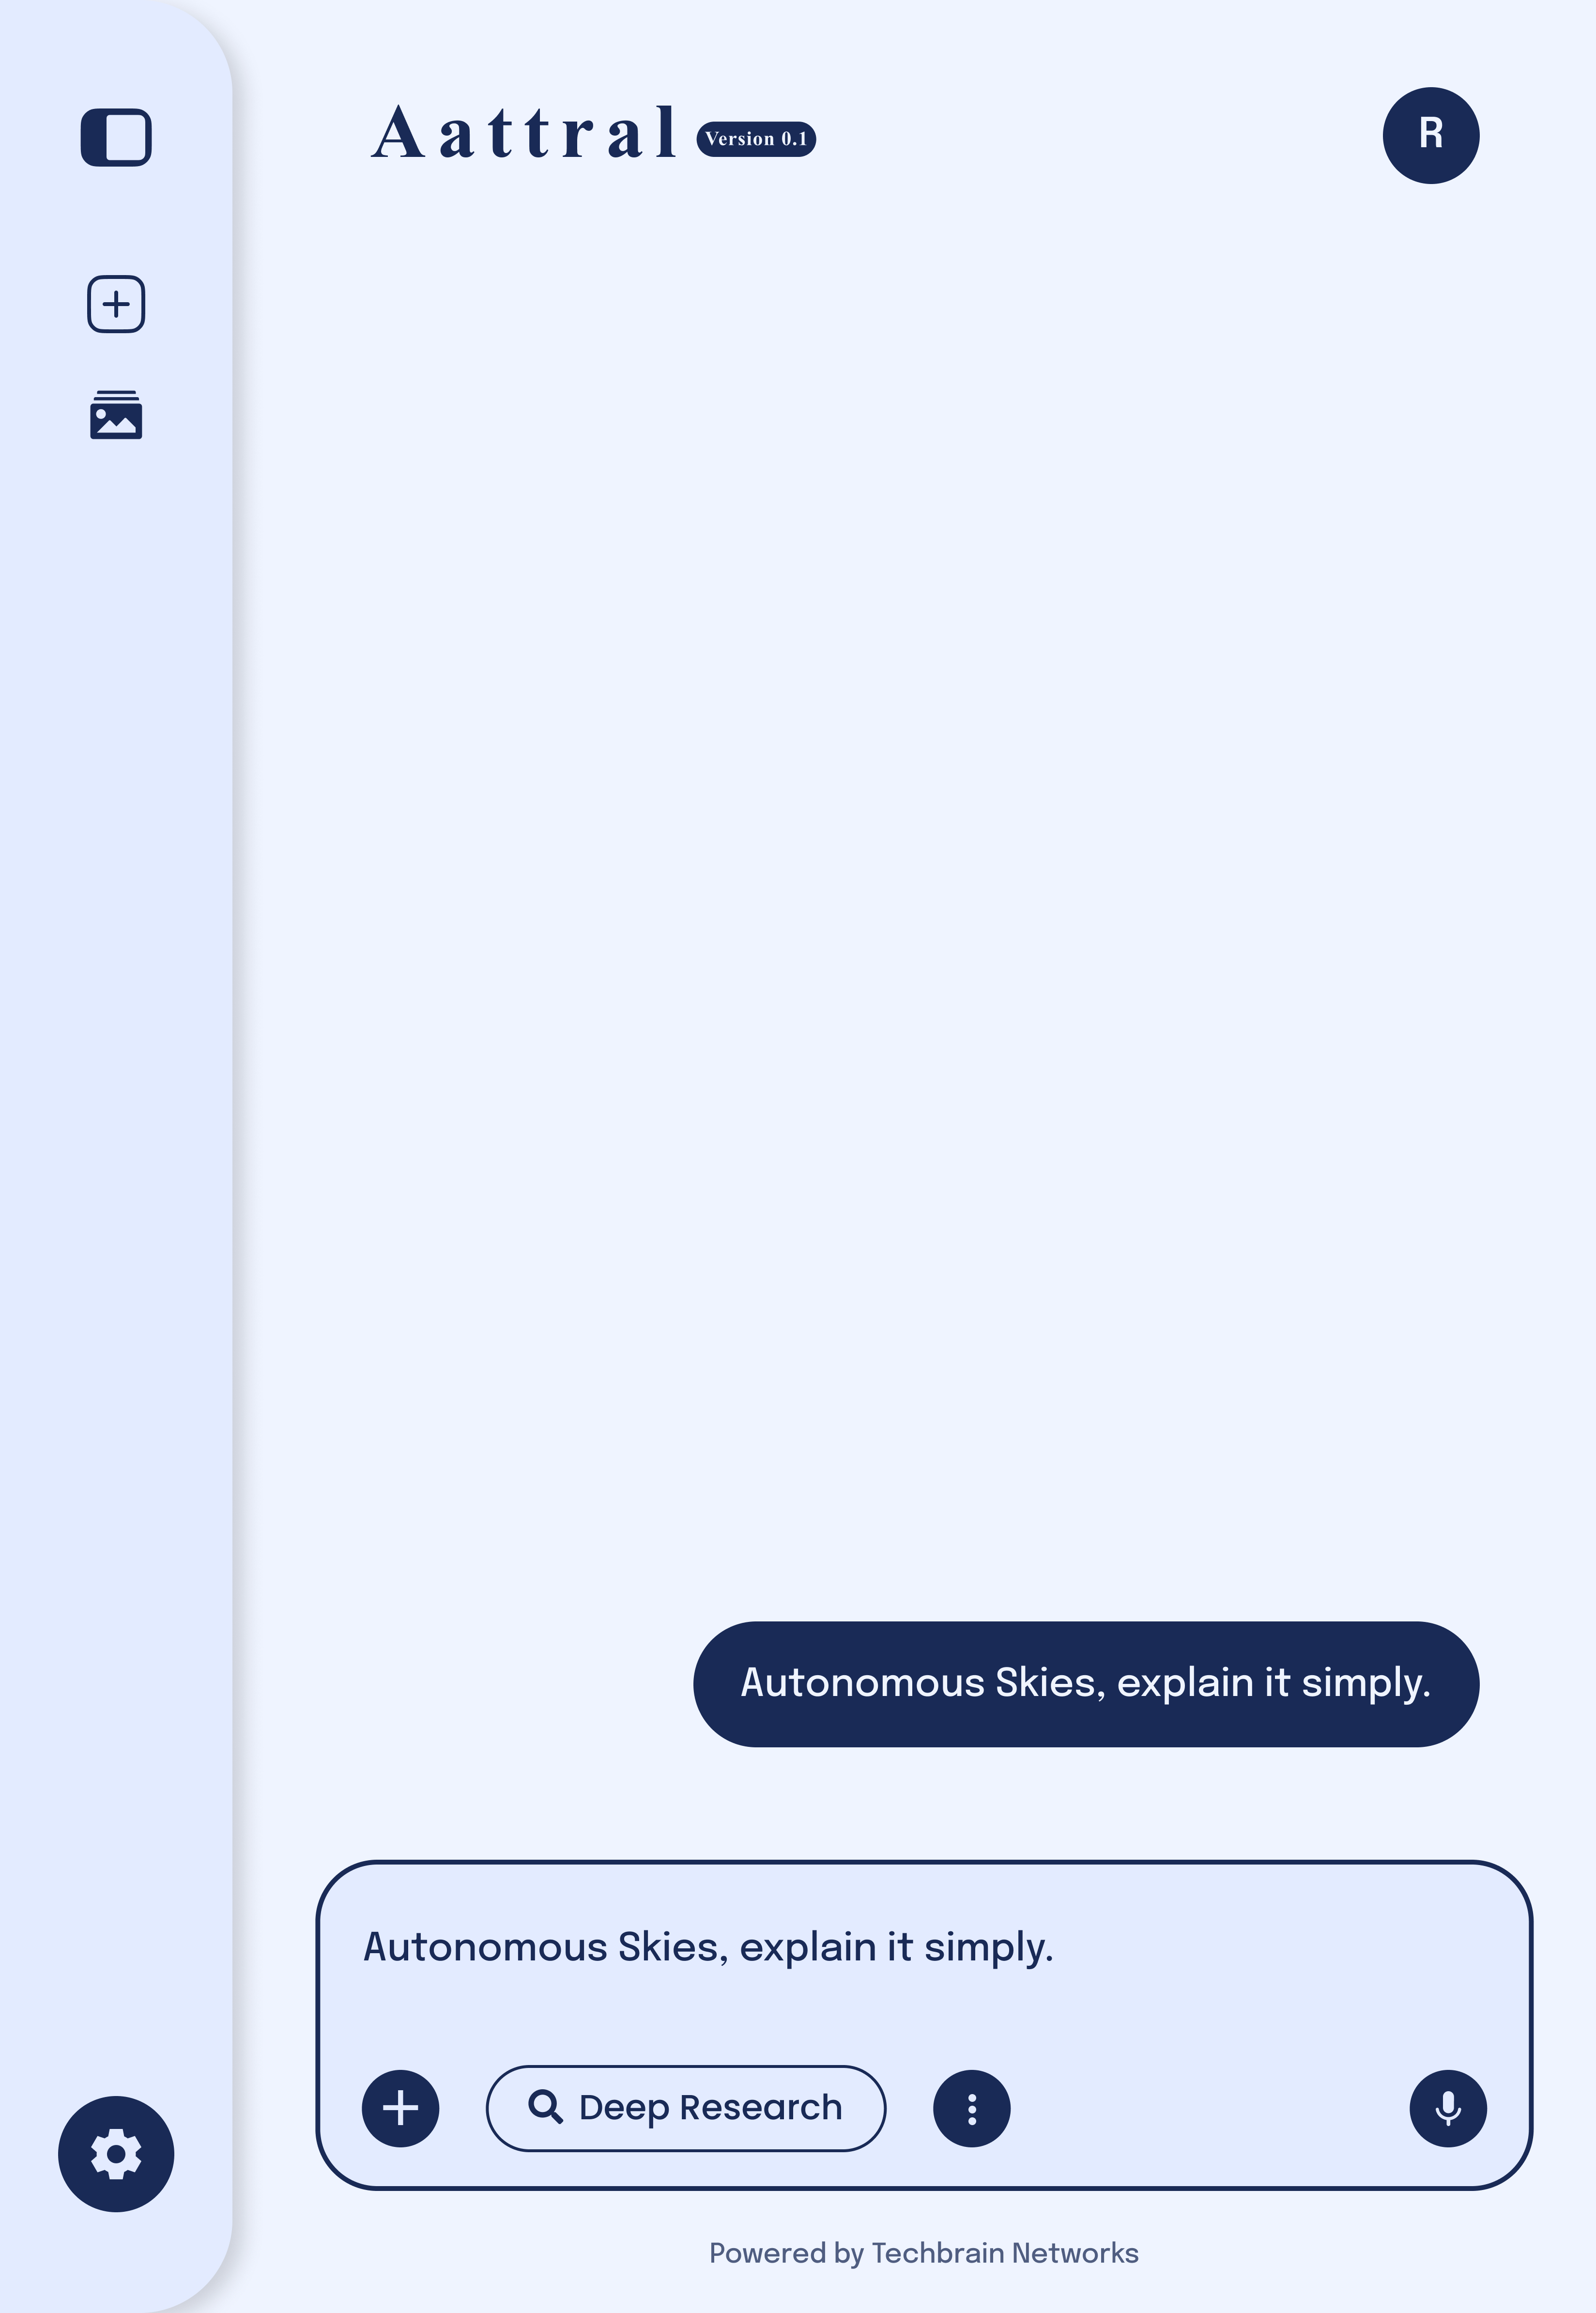 Aattral Version 0.1
R
Autonomous Skies, explain it simply.
Autonomous Skies, explain it simply.
Deep Research
Powered by Techbrain Networks